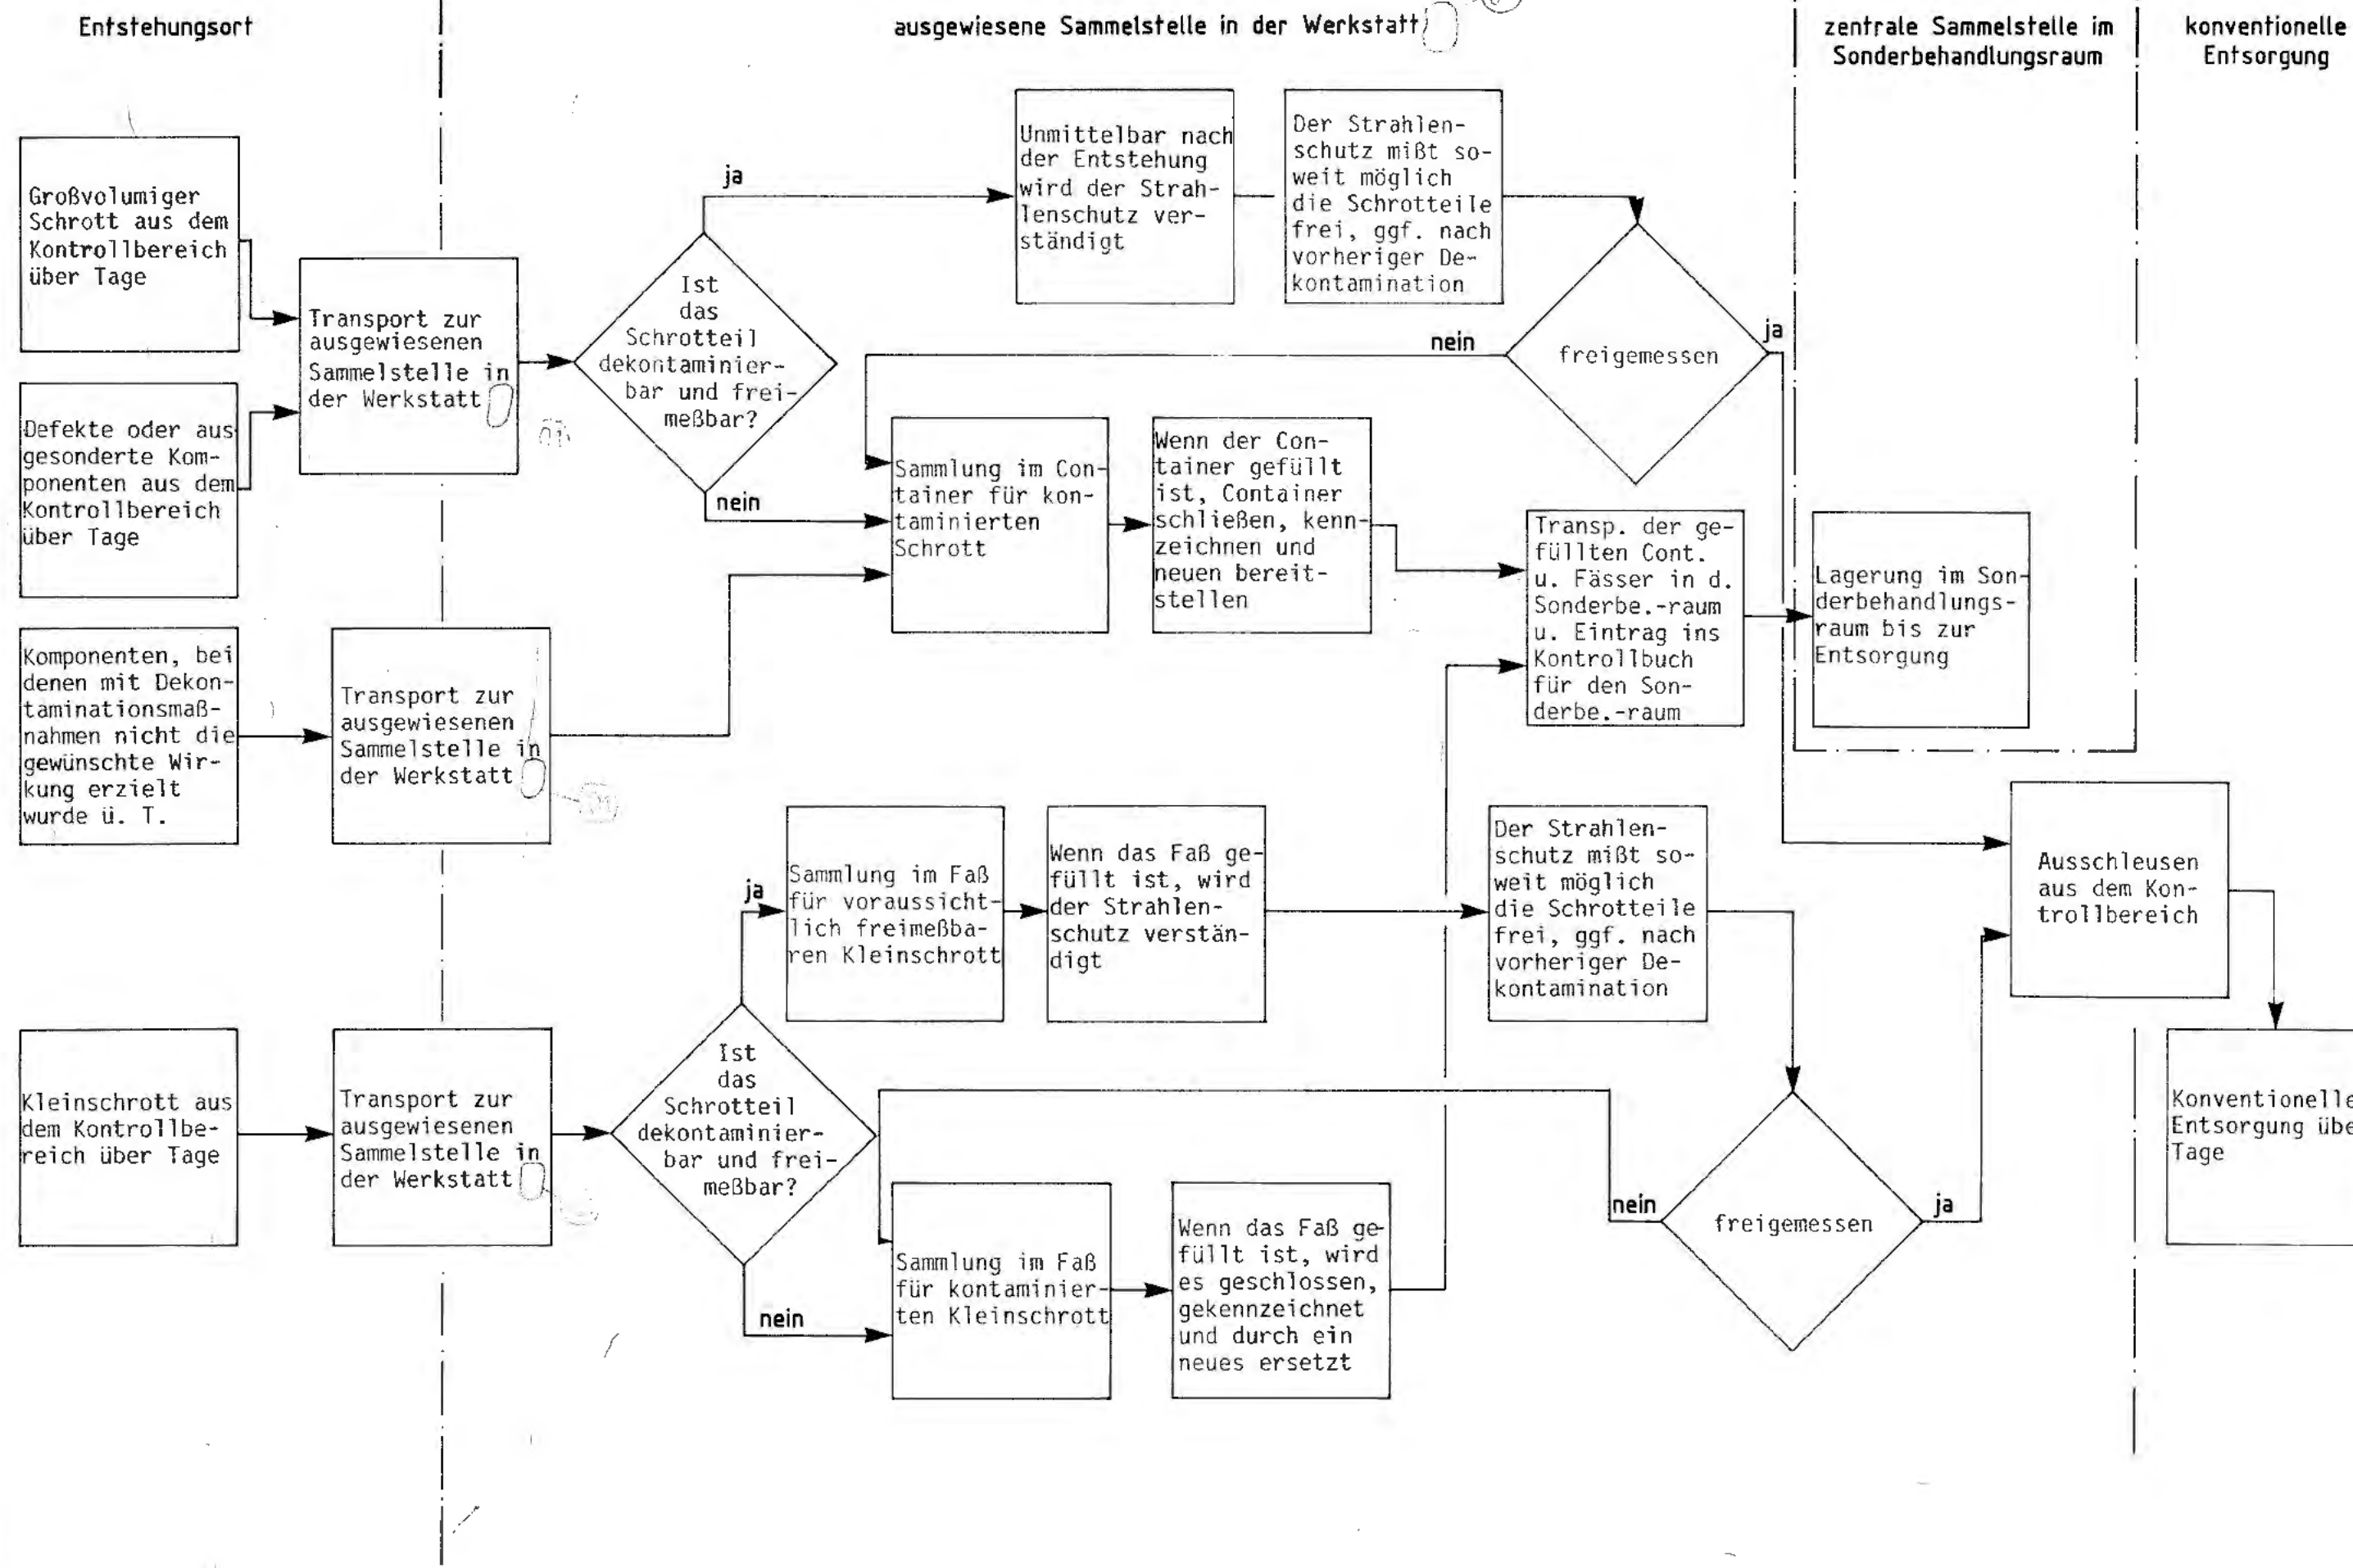 Entstehungsort
ausgewiesene Sammelstelle in der Werkstatt
zentrale Sammelstelle im
Sonderbehandlungsraum
konventionelle
Entsorgung
Großvolumiger
Schrott aus dem
Kontrollbereich
über Tage
Defekte oder aus
gesonderte Kom-
ponenten aus dem
Kontrollbereich
über Tage
Transport zur
ausgewiesenen
Sammelstelle in
der Werkstatt
Ist
das
Schrotteil
dekontaminier-
bar und frei-
meßbar?
ja
nein
Unmittelbar nach
der Entstehung
wird der Strah-
lenschutz ver-
ständigt
Der Strahlen-
schutz mißt so-
weit möglich
die Schrotteile
frei, ggf. nach
vorheriger De-
kontamination
freigemessen
nein
ja
Sammlung im Con-
tainer für kon-
taminierten
Schrott
Wenn der Con-
tainer gefüllt
ist, Container
schließen, kenn-
zeichnen und
neuen bereit-
stellen
Transp. der ge-
füllten Cont.
u. Fässer in d.
Sonderbe.-raum
u. Eintrag ins
Kontrollbuch
für den Son-
derbe.-raum
Lagerung im Son-
derbehandlungs-
raum bis zur
Entsorgung
Komponenten, bei
denen mit Dekon-
taminationsmaß-
nahmen nicht die
gewünschte Wir-
kung erzielt
wurde ü. T.
Transport zur
ausgewiesenen
Sammelstelle in
der Werkstatt
Kleinschrott aus
dem Kontrollbe-
reich über Tage
Transport zur
ausgewiesenen
Sammelstelle in
der Werkstatt
Ist
das
Schrotteil
dekontaminier-
bar und frei-
meßbar?
ja
nein
Sammlung im Faß
für voraussicht-
lich freimeßba-
ren Kleinschrott
Wenn das Faß ge-
füllt ist, wird
der Strahlen-
schutz verstän-
digt
Der Strahlen-
schutz mißt so-
weit möglich
die Schrotteile
frei, ggf. nach
vorheriger De-
kontamination
Sammlung im Faß
für kontaminier-
ten Kleinschrott
Wenn das Faß ge-
füllt ist, wird
es geschlossen,
gekennzeichnet
und durch ein
neues ersetzt
nein
freigemessen
ja
Ausschleusen
aus dem Kon-
trollbereich
Konventionelle
Entsorgung übe
Tage